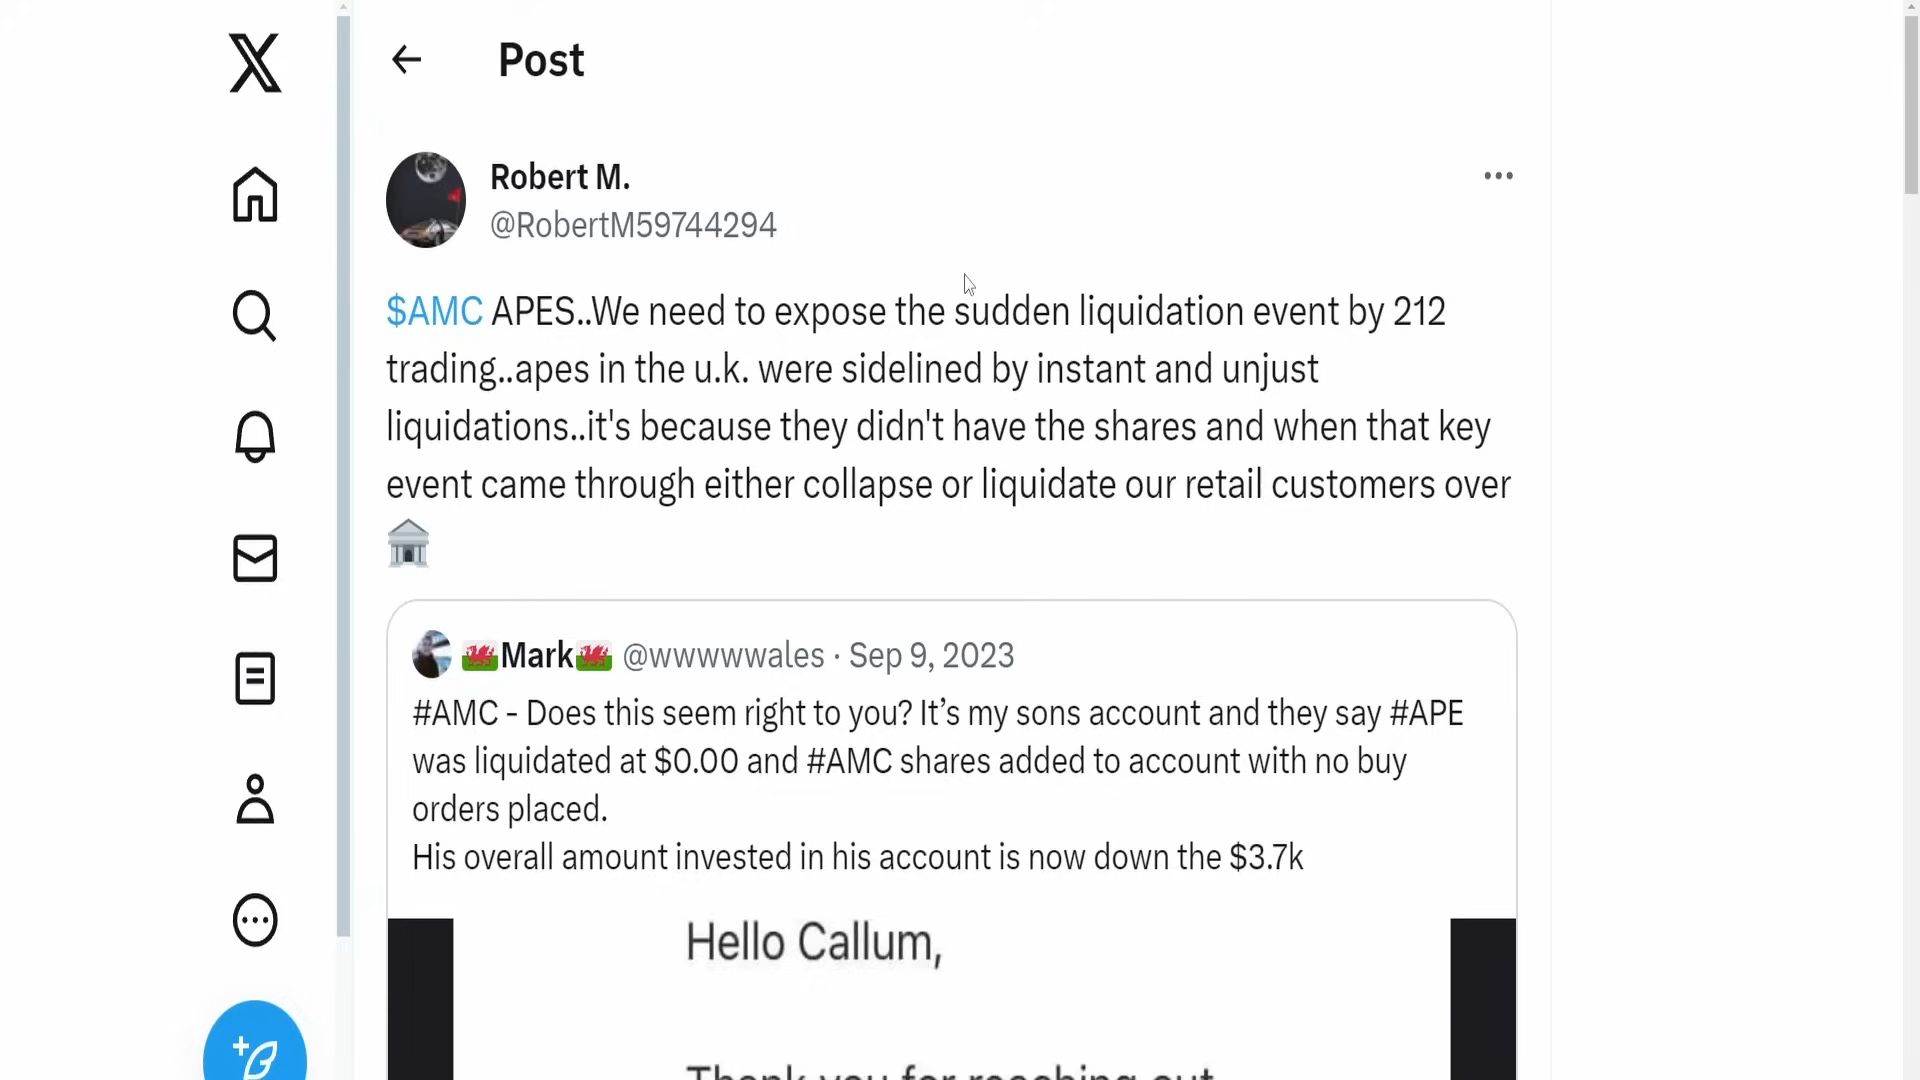 Post
Robert M.
@RobertM59744294
$AMC APES..We need to expose the sudden liquidation event by 212
trading..apes in the u.k. were sidelined by instant and unjust
liquidations..it's because they didn't have the shares and when that key
event came through either collapse or liquidate our retail customers over
Mark @wwwwwales · Sep 9, 2023
#AMC - Does this seem right to you? It’s my sons account and they say #APE
was liquidated at $0.00 and #AMC shares added to account with no buy
orders placed.
His overall amount invested in his account is now down the $3.7k
Hello Callum,
Thank you for reaching out